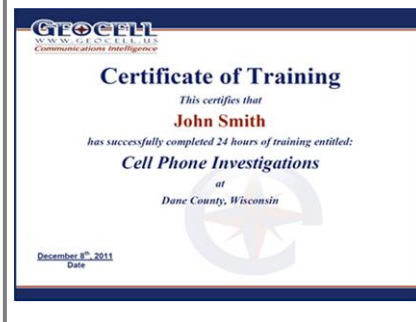 GEOCELL
WWW.GEOCELL.US
Communications Intelligence
Certificate of Training
This certifies that
John Smith
has successfully completed 24 hours of training entitled:
Cell Phone Investigations
at
Dane County, Wisconsin
December 8th, 2011
Date